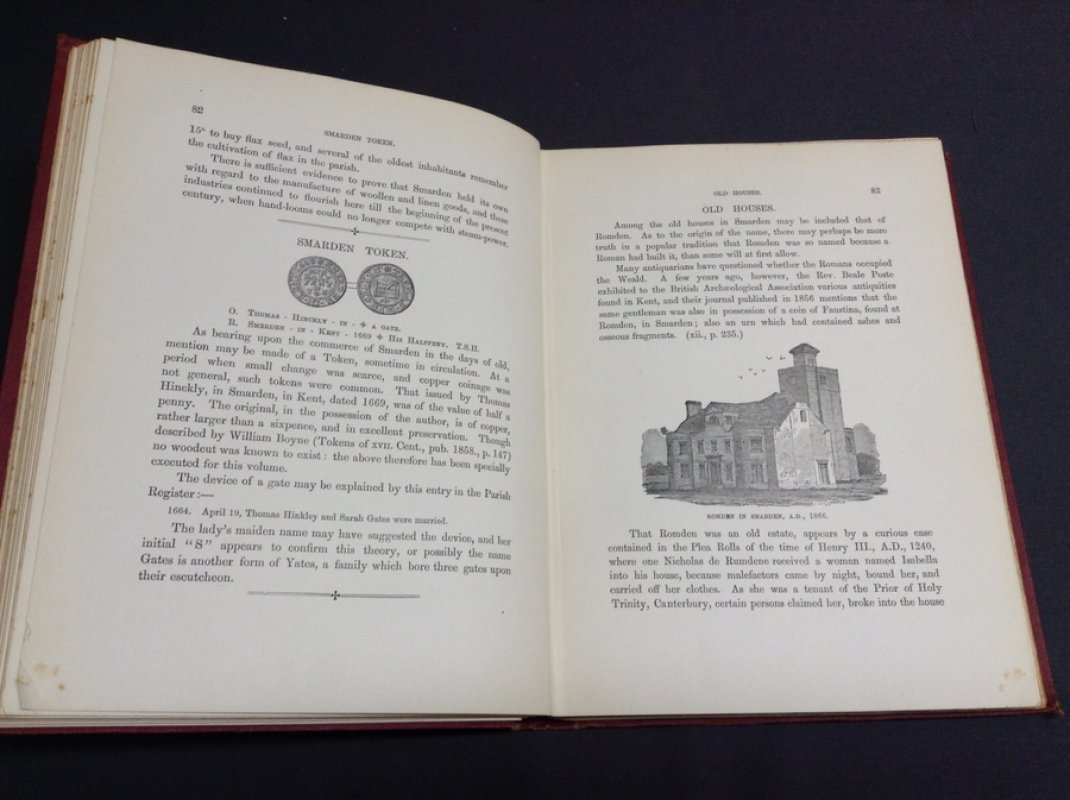 82
SMARDEN TOKEN.
15s to buy flax seed, and several of the oldest inhabitants remember
the cultivation of flax in the parish.
There is sufficient evidence to prove that Smarden held its own
with regard to the manufacture of woollen and linen goods, and these
industries continued to flourish here till the beginning of the present
century, when hand-looms could no longer compete with steam-power.
SMARDEN TOKEN.
O. THOMAS - HINCKLY - IN - ✤ A GATE.
R. SMERDEN - IN - KENT - 1669 ✤ HIS HALFPENY. T.S.H.
As bearing upon the commerce of Smarden in the days of old,
mention may be made of a Token, sometime in circulation. At a
period when small change was scarce, and copper coinage was
not general, such tokens were common. That issued by Thomas
Hinckly, in Smarden, in Kent, dated 1669, was of the value of half a
penny. The original, in the possession of the author, is of copper,
rather larger than a sixpence, and in excellent preservation. Though
described by William Boyne (Tokens of XVII. Cent., pub. 1858., p. 147)
no woodcut was known to exist: the above therefore has been specially
executed for this volume.
The device of a gate may be explained by this entry in the Parish
Register:—
1664. April 19, Thomas Hinkley and Sarah Gates were married.
The lady's maiden name may have suggested the device, and her
initial "S" appears to confirm this theory, or possibly the name
Gates is another form of Yates, a family which bore three gates upon
their escutcheon.
OLD HOUSES.
83
OLD HOUSES.
Among the old houses in Smarden may be included that of
Romden. As to the origin of the name, there may perhaps be more
truth in a popular tradition that Romden was so named because a
Roman had built it, than some will at first allow.
Many antiquarians have questioned whether the Romans occupied
the Weald. A few years ago, however, the Rev. Beale Poste
exhibited to the British Archæological Association various antiquities
found in Kent, and their journal published in 1856 mentions that the
same gentleman was also in possession of a coin of Faustina, found at
Romden, in Smarden; also an urn which had contained ashes and
osseous fragments. (xii., p. 235.)
ROMDEN IN SMARDEN, A.D., 1866.
That Romden was an old estate, appears by a curious case
contained in the Plea Rolls of the time of Henry III., A.D., 1240,
where one Nicholas de Rumdene received a woman named Isabella
into his house, because malefactors came by night, bound her, and
carried off her clothes. As she was a tenant of the Prior of Holy
Trinity, Canterbury, certain persons claimed her, broke into the house